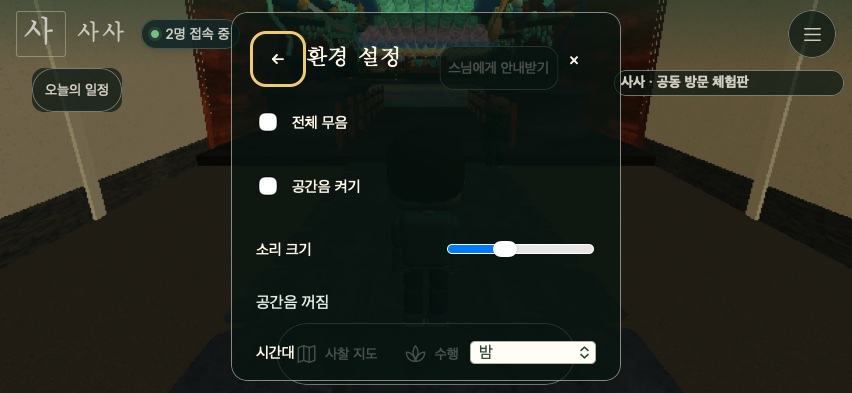 사 사사
2명 접속 중
오늘의 일정
← 환경 설정
스님에게 안내받기
×
사사 · 공동 방문 체험판
전체 무음
공간음 켜기
소리 크기
공간음 꺼짐
시간대
사찰 지도
수행
밤